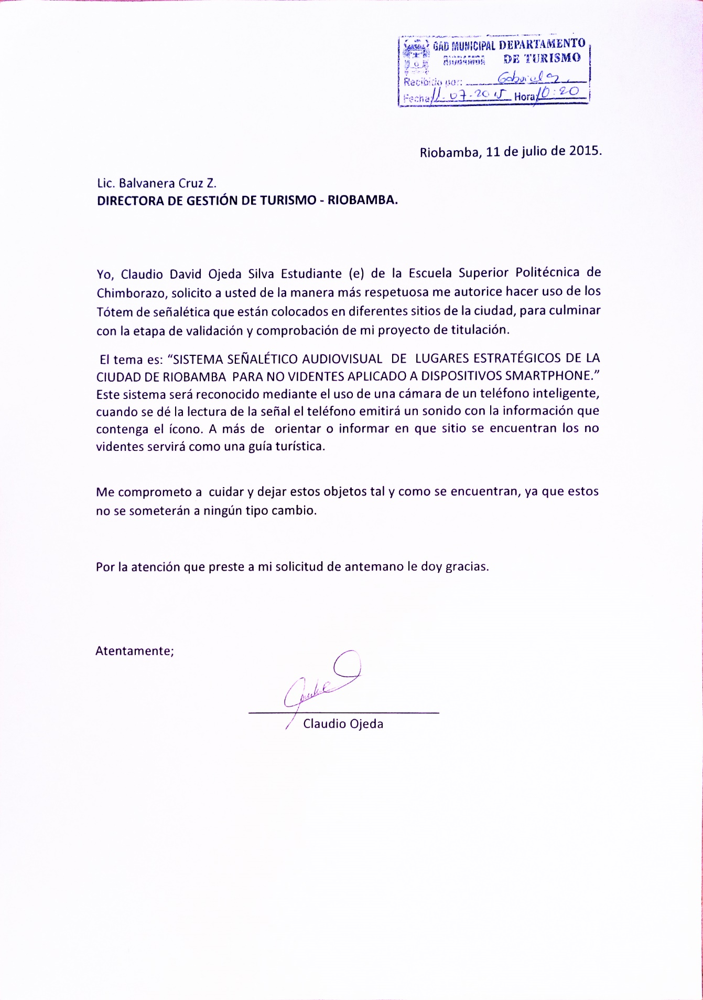 GAD MUNICIPAL DEPARTAMENTO
RIOBAMBA DE TURISMO
Recibido por:
Fecha: 11-07-2015 Hora 10:20
Riobamba, 11 de julio de 2015.
Lic. Balvanera Cruz Z.
DIRECTORA DE GESTIÓN DE TURISMO - RIOBAMBA.
Yo, Claudio David Ojeda Silva Estudiante (e) de la Escuela Superior Politécnica de
Chimborazo, solicito a usted de la manera más respetuosa me autorice hacer uso de los
Tótem de señalética que están colocados en diferentes sitios de la ciudad, para culminar
con la etapa de validación y comprobación de mi proyecto de titulación.
El tema es: “SISTEMA SEÑALÉTICO AUDIOVISUAL DE LUGARES ESTRATÉGICOS DE LA
CIUDAD DE RIOBAMBA PARA NO VIDENTES APLICADO A DISPOSITIVOS SMARTPHONE.”
Este sistema será reconocido mediante el uso de una cámara de un teléfono inteligente,
cuando se dé la lectura de la señal el teléfono emitirá un sonido con la información que
contenga el ícono. A más de orientar o informar en que sitio se encuentran los no
videntes servirá como una guía turística.
Me comprometo a cuidar y dejar estos objetos tal y como se encuentran, ya que estos
no se someterán a ningún tipo cambio.
Por la atención que preste a mi solicitud de antemano le doy gracias.
Atentamente;
Claudio Ojeda